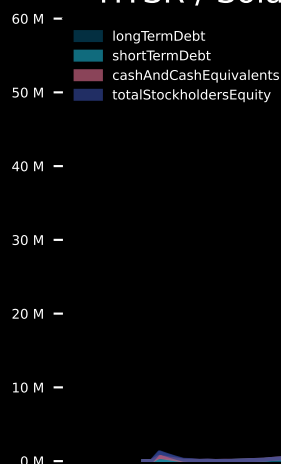 60 M
longTermDebt
shortTermDebt
cashAndCashEquivalents
50 M
totalStockholdersEquity
40 M
30 M
20 M
10 M
0 M